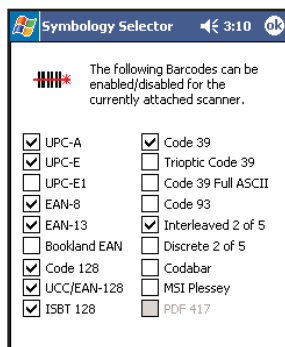 Symbology Selector 3:10 ok
The following Barcodes can be
enabled/disabled for the
currently attached scanner.
UPC-A
UPC-E
UPC-E1
EAN-8
EAN-13
Bookland EAN
Code 128
UCC/EAN-128
ISBT 128
Code 39
Trioptic Code 39
Code 39 Full ASCII
Code 93
Interleaved 2 of 5
Discrete 2 of 5
Codabar
MSI Plessey
PDF 417